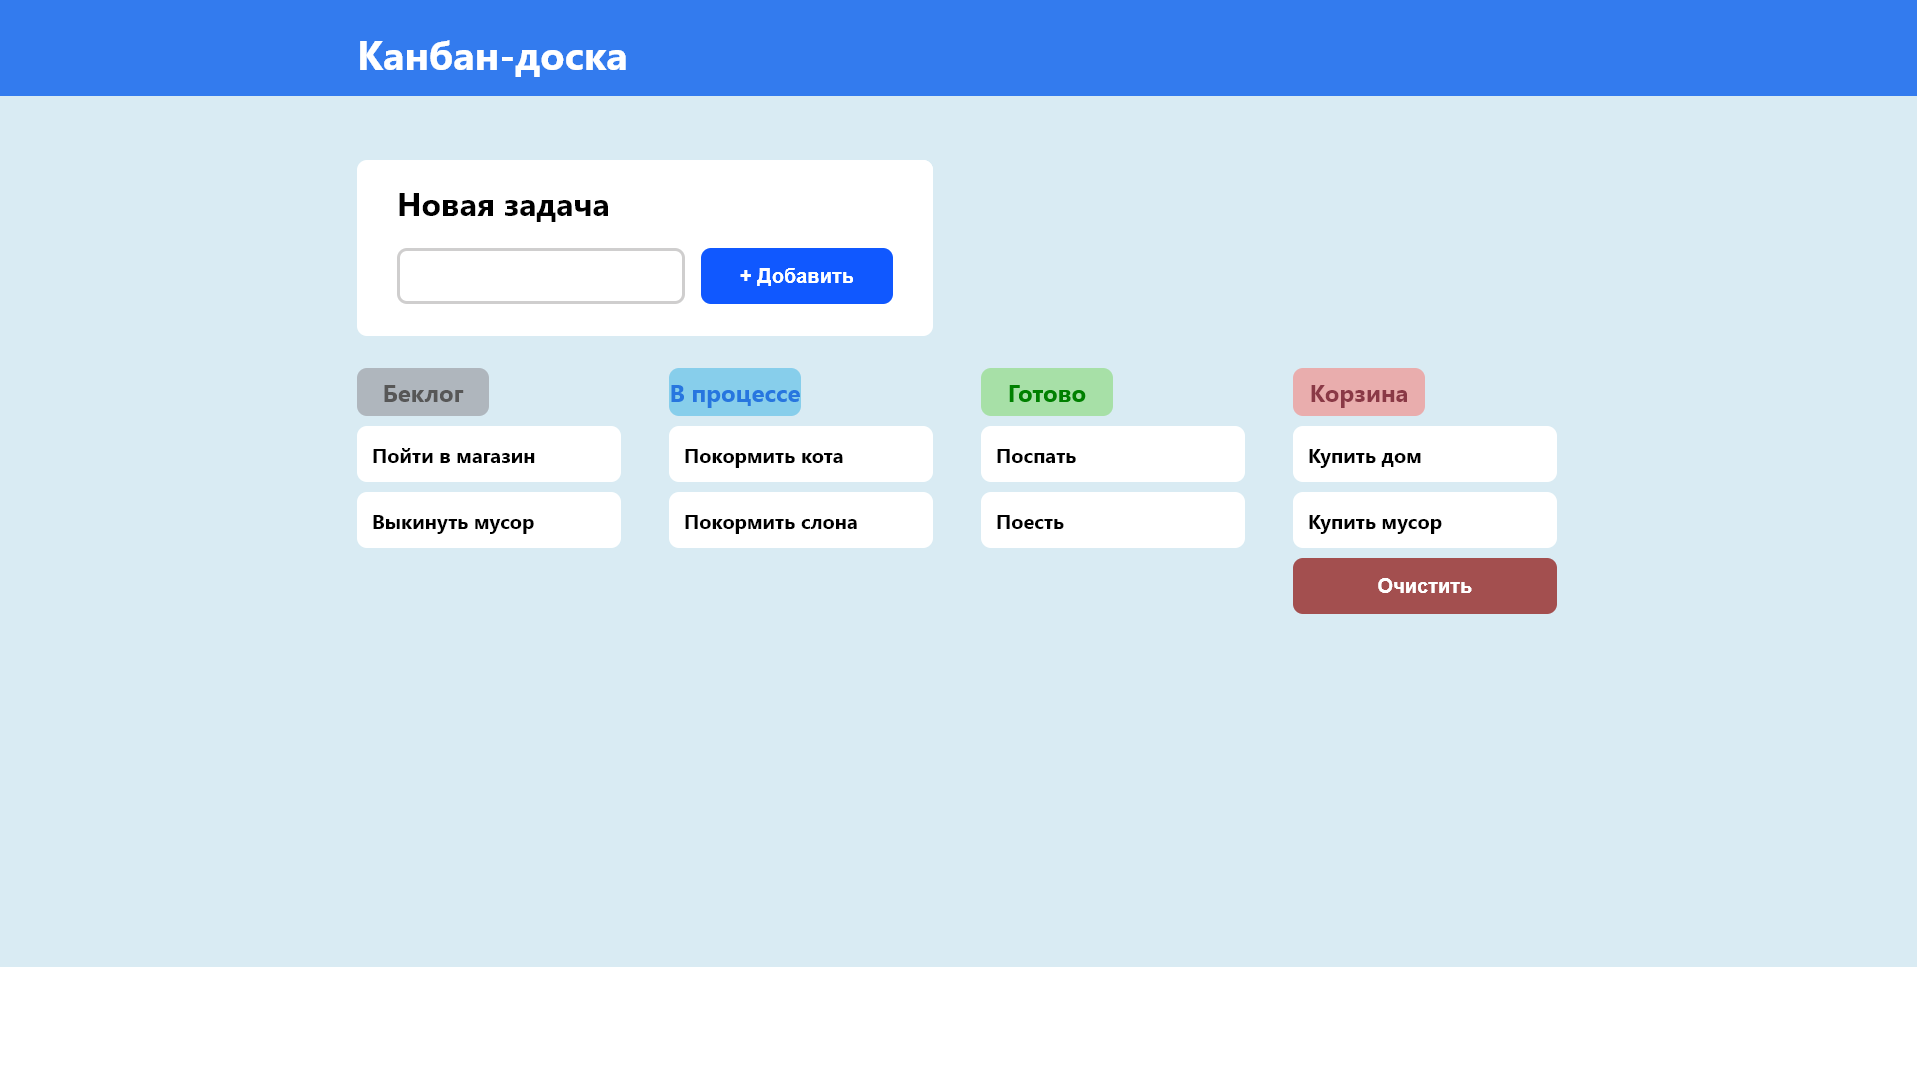 Канбан-доска
Новая задача
+ Добавить
Беклог
Пойти в магазин
Выкинуть мусор
В процессе
Покормить кота
Покормить слона
Готово
Поспать
Поесть
Корзина
Купить дом
Купить мусор
Очистить